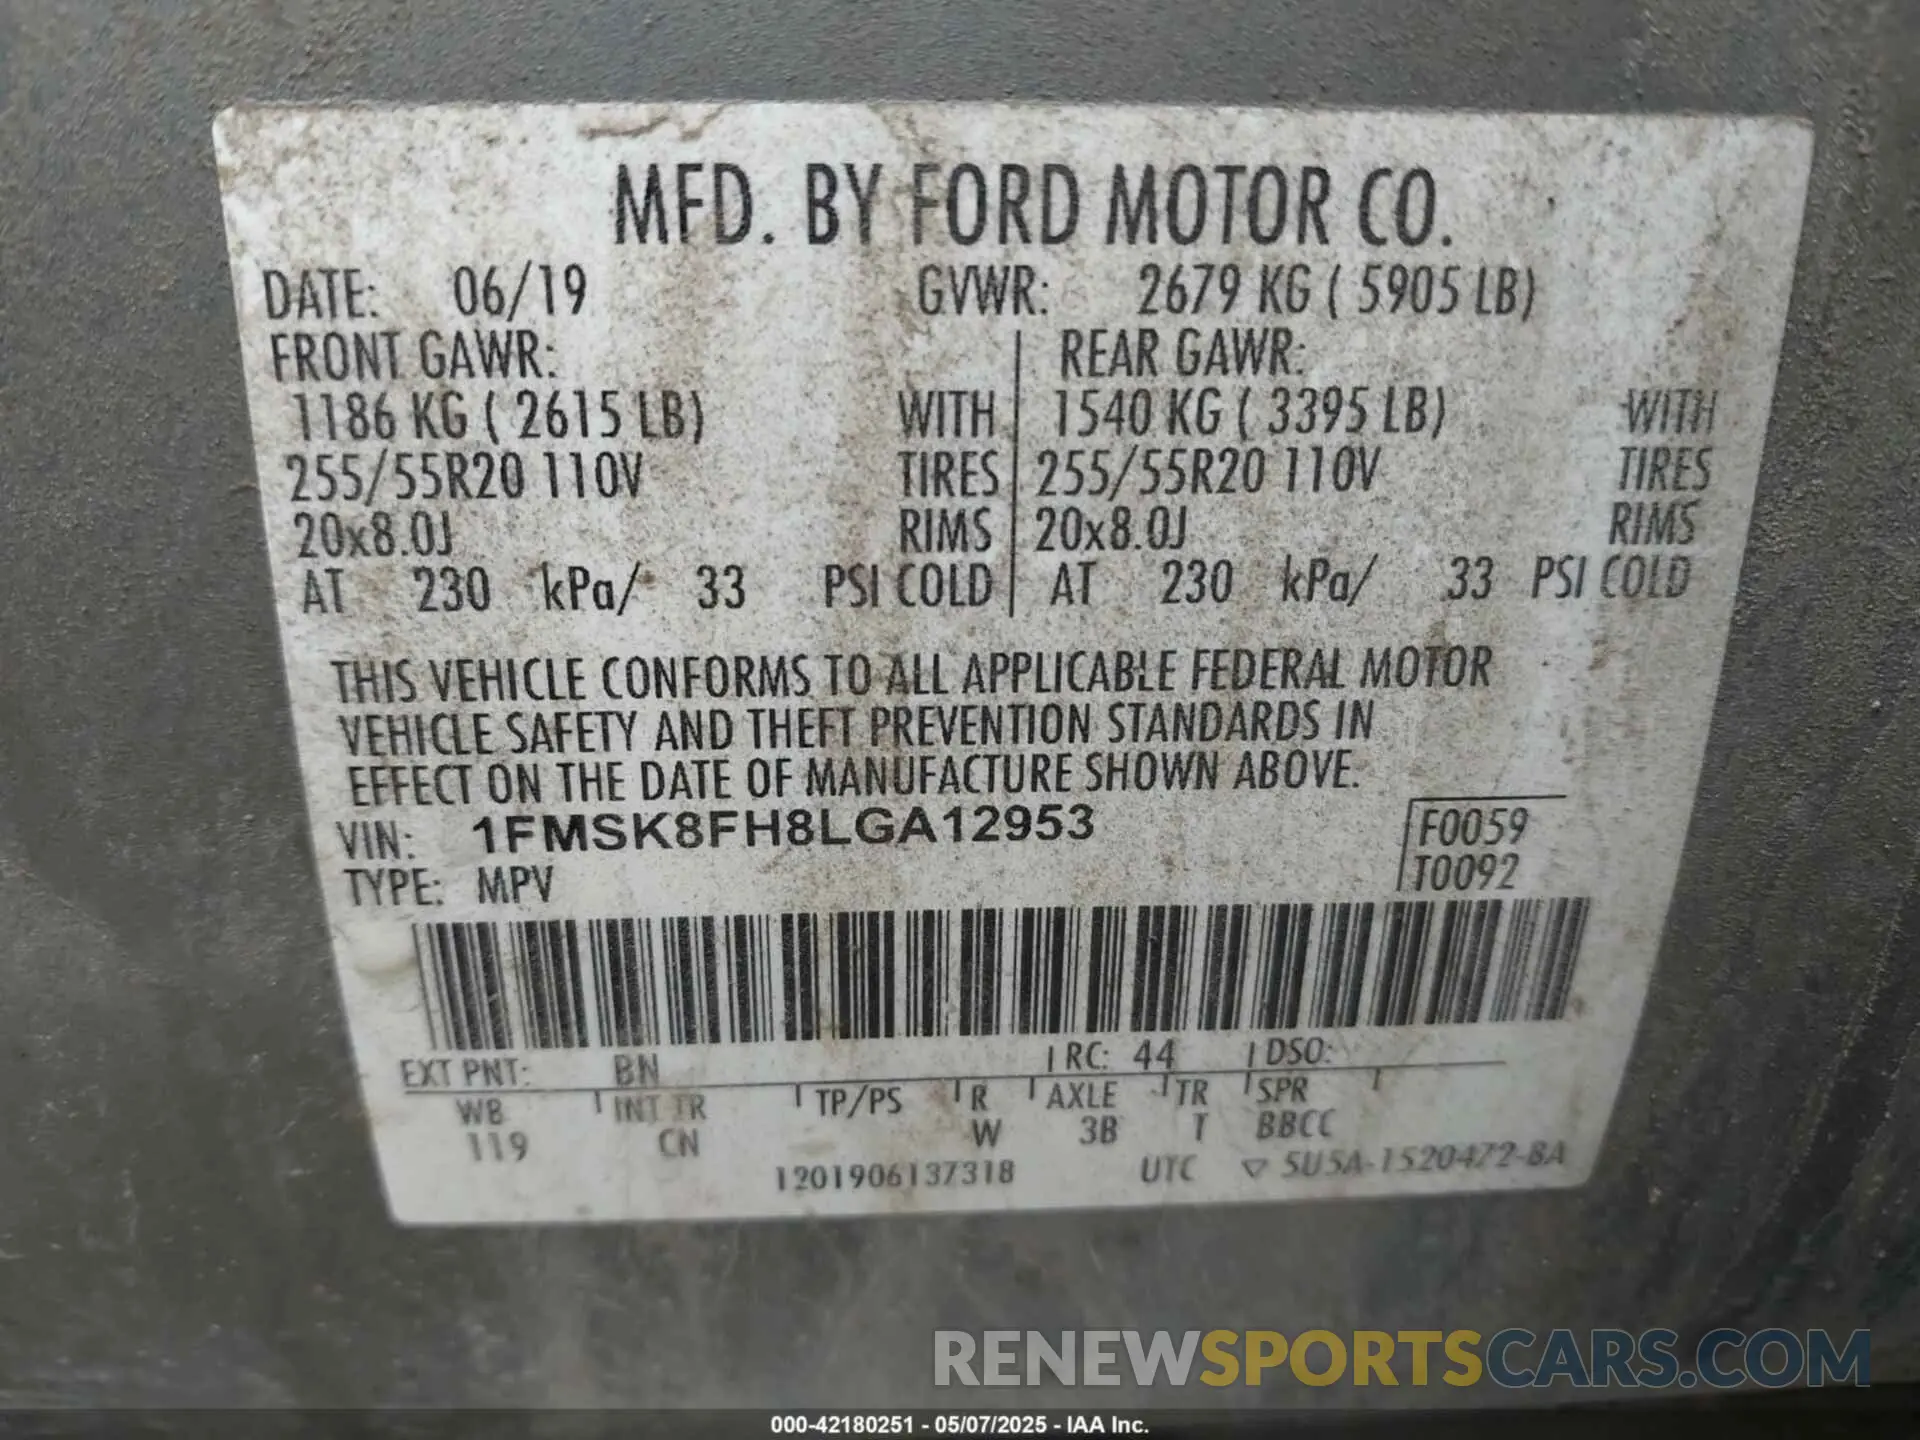 MFD. BY FORD MOTOR CO.
DATE: 06/19 GVWR: 2679 KG ( 5905 LB)
FRONT GAWR: REAR GAWR:
1186 KG ( 2615 LB) WITH 1540 KG ( 3395 LB) WITH
255/55R20 110V TIRES 255/55R20 110V TIRES
20x8.0J RIMS 20x8.0J RIMS
AT 230 kPa/ 33 PSI COLD AT 230 kPa/ 33 PSI COLD
THIS VEHICLE CONFORMS TO ALL APPLICABLE FEDERAL MOTOR
VEHICLE SAFETY AND THEFT PREVENTION STANDARDS IN
EFFECT ON THE DATE OF MANUFACTURE SHOWN ABOVE.
VIN: 1FMSK8FH8LGA12953 F0059
TYPE: MPV T0092
EXT PNT: BN RC: 44 DSO:
WB INT TR TP/PS R AXLE TR SPR
119 CN W 3B T BBCC
1201906137318 UTC ▽ 5U5A-1520472-BA
RENEWSPORTSCARS.COM
000-42180251 - 05/07/2025 - IAA Inc.